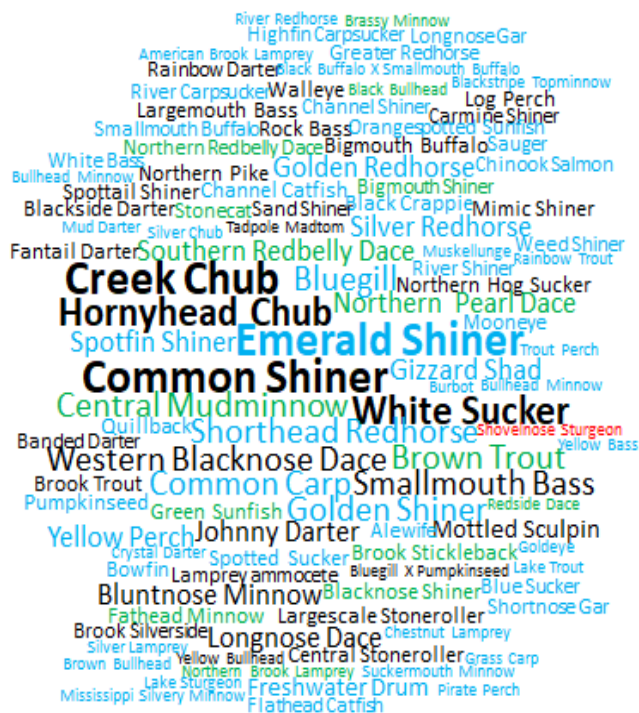 River Redhorse Brassy Minnow
Highfin Carpsucker Longnose Gar
American Brook Lamprey Greater Redhorse
Rainbow Darter Black Buffalo X Smallmouth Buffalo
River Carpsucker Walleye Black Bullhead Blackstripe Topminnow
Largemouth Bass Channel Shiner Log Perch
Carmine Shiner
Smallmouth Buffalo Rock Bass Orangespotted Sunfish
Northern Redbelly Dace Bigmouth Buffalo Sauger
White Bass Northern Pike Golden Redhorse Chinook Salmon
Bullhead Minnow
Spottail Shiner Channel Catfish Bigmouth Shiner
Blackside Darter Stonecat Sand Shiner Black Crappie Mimic Shiner
Mud Darter Silver Chub Tadpole Madtom Silver Redhorse
Fantail Darter Southern Redbelly Dace Muskellunge Weed Shiner
Rainbow Trout
Creek Chub Bluegill River Shiner
Northern Hog Sucker
Hornyhead Chub Northern Pearl Dace
Mooneye
Spotfin Shiner Emerald Shiner Trout Perch
Common Shiner Gizzard Shad
Burbot Bullhead Minnow
Central Mudminnow White Sucker
Quillback Shorthead Redhorse Shovelnose Sturgeon
Banded Darter Yellow Bass
Western Blacknose Dace Brown Trout
Brook Trout Common Carp Smallmouth Bass
Pumpkinseed Green Sunfish Golden Shiner Redside Dace
Yellow Perch Johnny Darter Alewife Mottled Sculpin
Crystal Darter Spotted Sucker Brook Stickleback Goldeye
Bowfin Lamprey ammocete Bluegill X Pumpkinseed Lake Trout
Bluntnose Minnow Blacknose Shiner Blue Sucker
Fathead Minnow Largescale Stoneroller Shortnose Gar
Brook Silverside Longnose Dace Chestnut Lamprey
Silver Lamprey
Brown Bullhead Yellow Bullhead Central Stoneroller Grass Carp
Northern Brook Lamprey Suckermouth Minnow
Lake Sturgeon Freshwater Drum Pirate Perch
Mississippi Silvery Minnow
Flathead Catfish